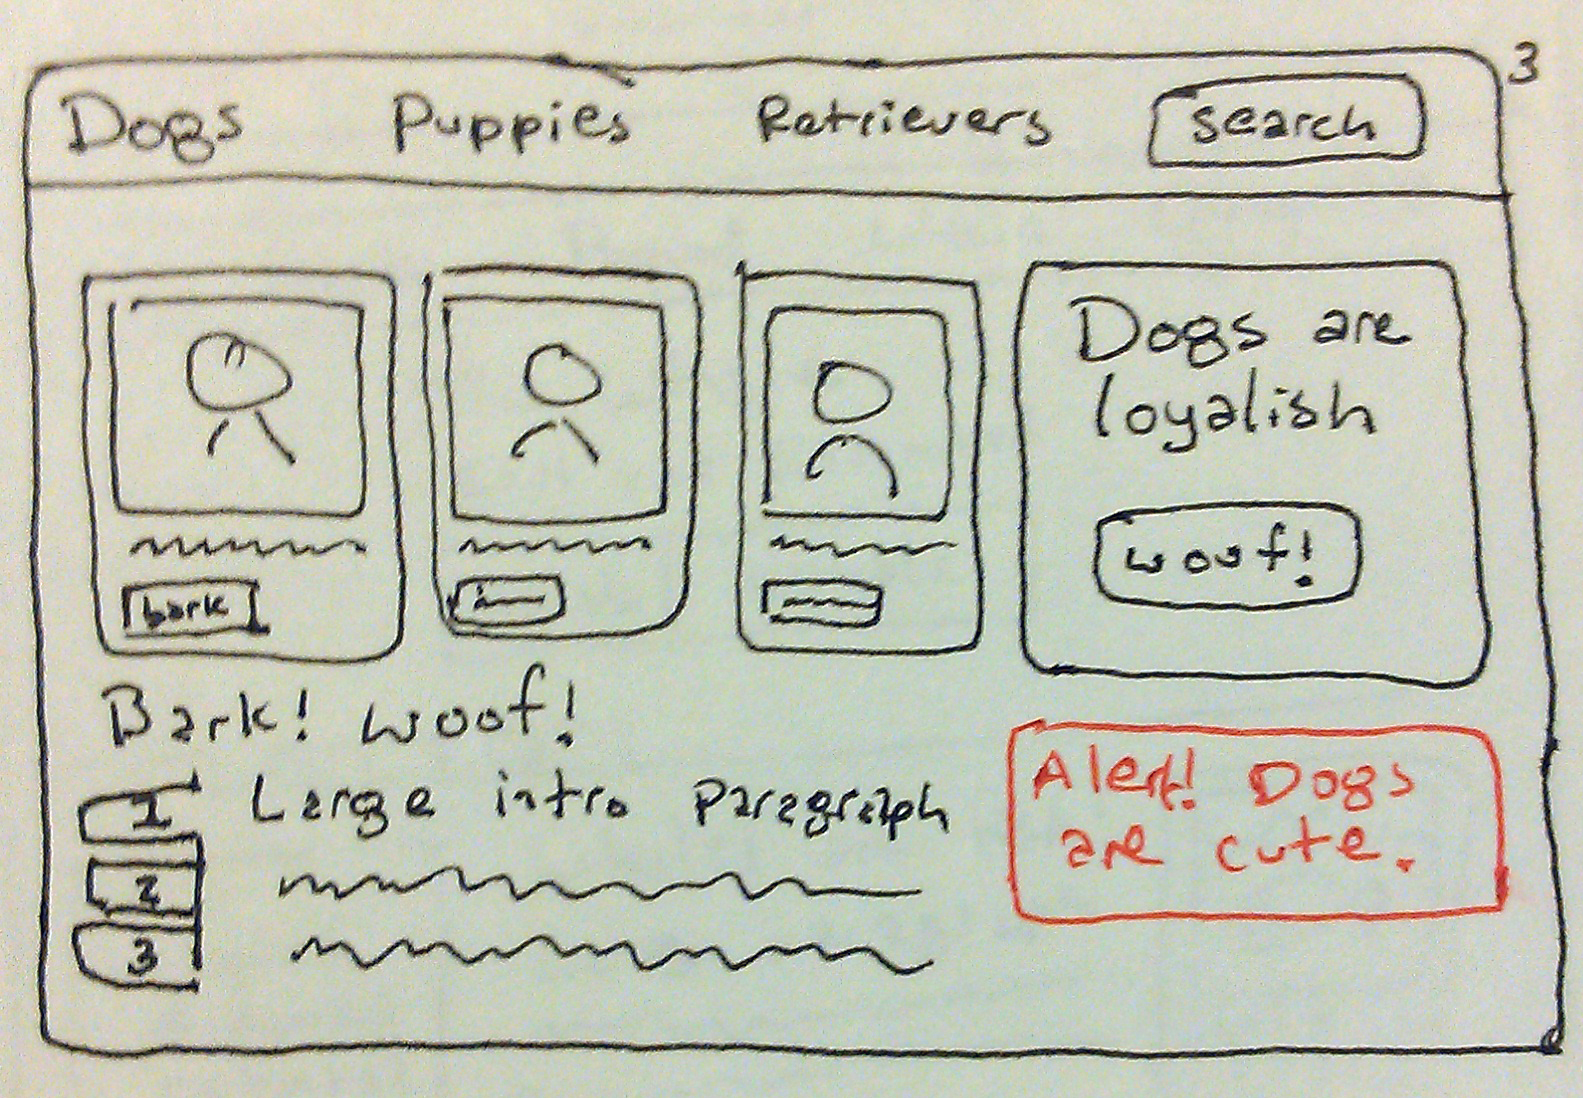 3
Dogs Puppies Retrievers search
Dogs are
loyalish
woof!
bark
Bark! woof!
1
Large intro Paragraph
2
3
Alert! Dogs
are cute.